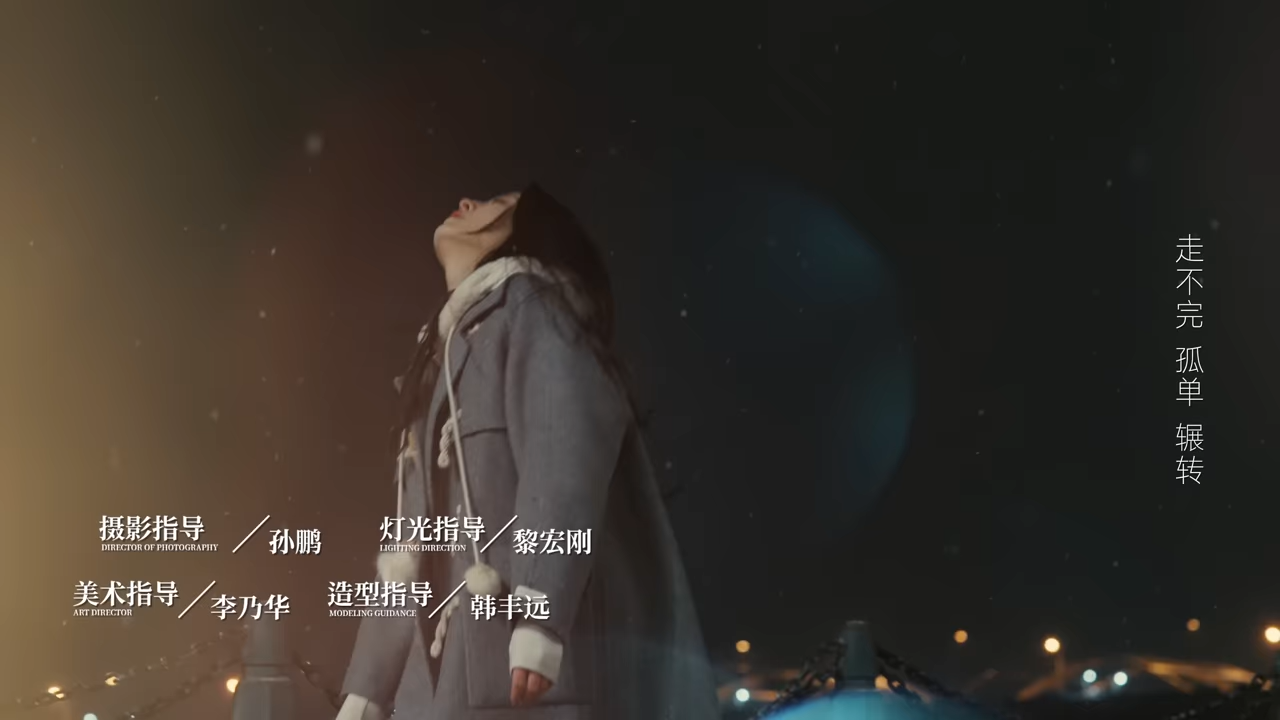 摄影指导 / 孙鹏
DIRECTOR OF PHOTOGRAPHY
灯光指导 / 黎宏刚
LIGHTING DIRECTION
美术指导 / 李乃华
ART DIRECTOR
造型指导 / 韩丰远
MODELING GUIDANCE
走不完 孤单 辗转